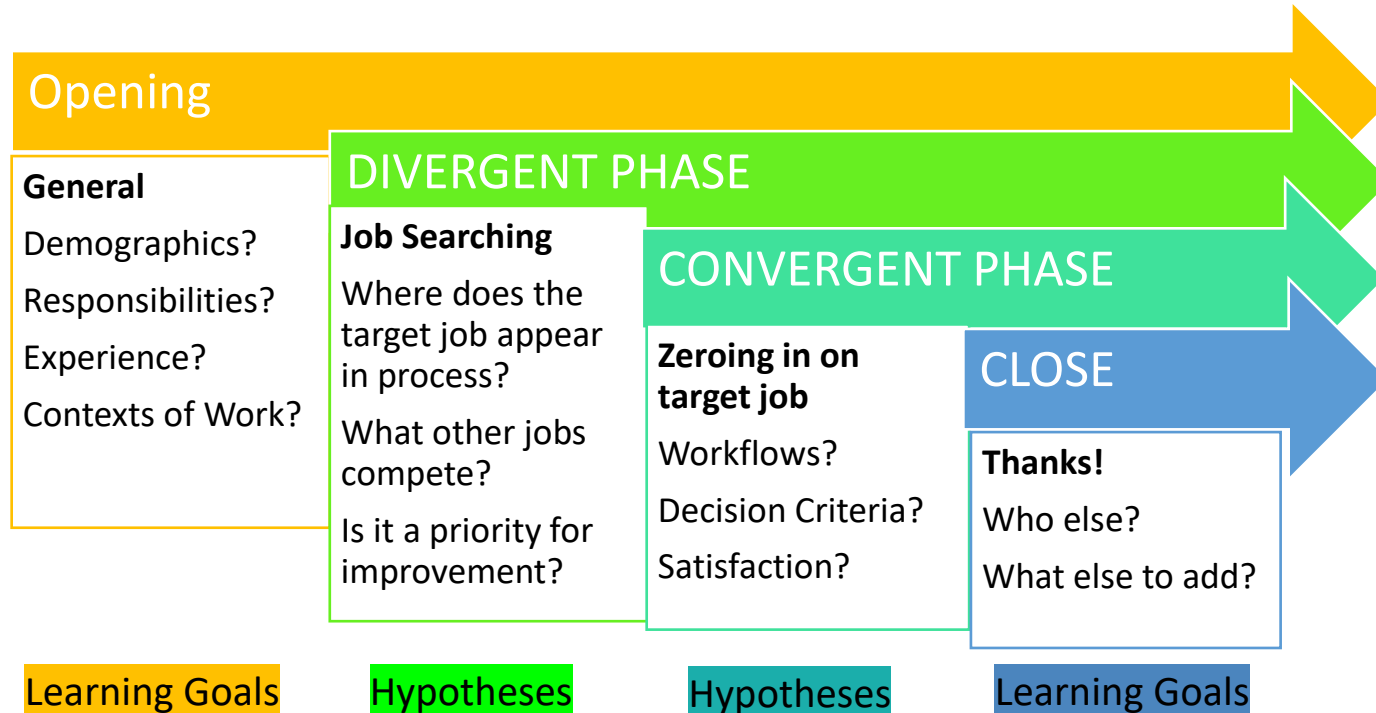 Opening
General
Demographics?
Responsibilities?
Experience?
Contexts of Work?
DIVERGENT PHASE
Job Searching
Where does the
target job appear
in process?
What other jobs
compete?
Is it a priority for
improvement?
CONVERGENT PHASE
Zeroing in on
target job
Workflows?
Decision Criteria?
Satisfaction?
CLOSE
Thanks!
Who else?
What else to add?
Learning Goals
Hypotheses
Hypotheses
Learning Goals